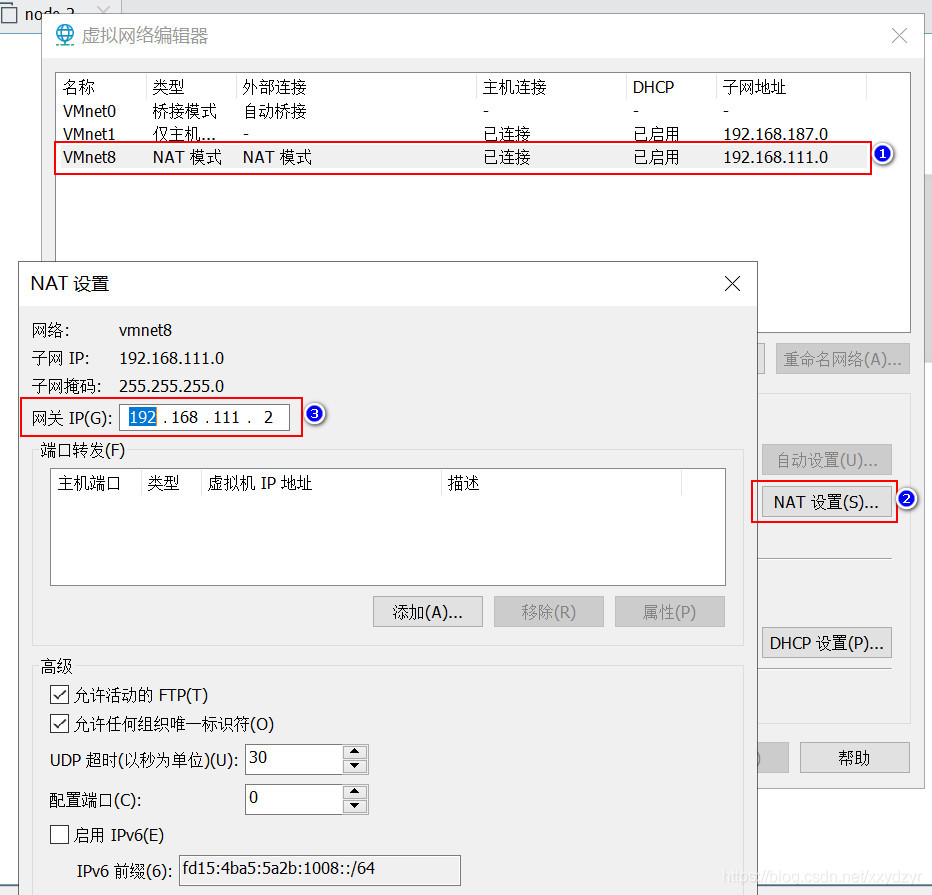 node-2
虚拟网络编辑器
名称 类型 外部连接 主机连接 DHCP 子网地址
VMnet0 桥接模式 自动桥接 - - -
VMnet1 仅主机... - 已连接 已启用 192.168.187.0
VMnet8 NAT 模式 NAT 模式 已连接 已启用 192.168.111.0
1
NAT 设置
网络: vmnet8
子网 IP: 192.168.111.0
子网掩码: 255.255.255.0
网关 IP(G): 192 . 168 . 111 . 2
3
端口转发(F)
主机端口 类型 虚拟机 IP 地址 描述
添加(A)... 移除(R) 属性(P)
高级
允许活动的 FTP(T)
允许任何组织唯一标识符(O)
UDP 超时(以秒为单位)(U): 30
配置端口(C): 0
启用 IPv6(E)
IPv6 前缀(6): fd15:4ba5:5a2b:1008::/64
重命名网络(A)...
自动设置(U)...
NAT 设置(S)...
2
DHCP 设置(P)...
)
帮助
https://blog.csdn.net/xxydzyr